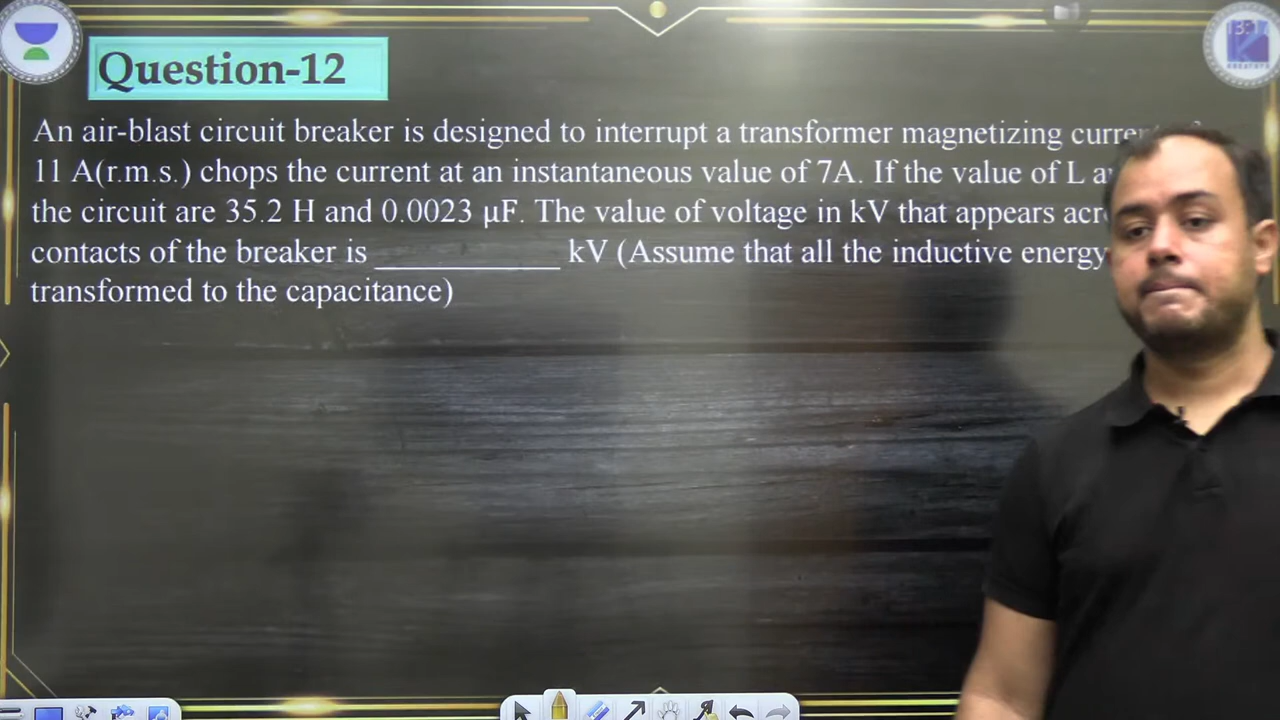 Question-12
An air-blast circuit breaker is designed to interrupt a transformer magnetizing
11 A(r.m.s.) chops the current at an instantaneous value of 7A. If the value of L
the circuit are 35.2 H and 0.0023 μF. The value of voltage in kV that appears
contacts of the breaker is ____________ kV (Assume that all the inductive energy
transformed to the capacitance)